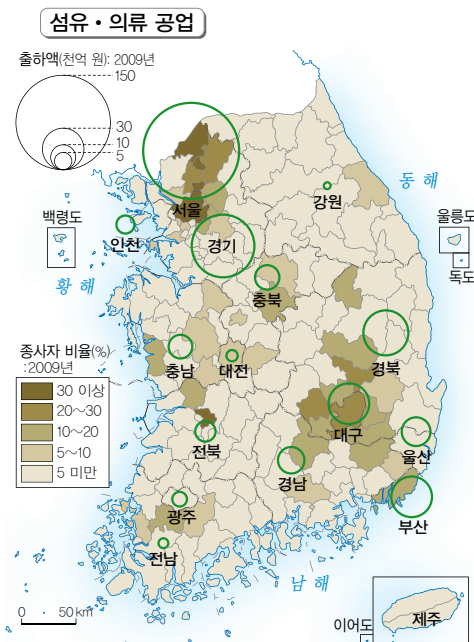 섬유・의류 공업
출하액(천억 원): 2009년
150
30
10
5
동해
서울
강원
백령도
울릉도
인천
경기
독도
황해
충북
종사자 비율(%)
:2009년
충남
대전
경북
30 이상
20~30
10~20
5~10
5 미만
대구
전북
울산
경남
광주
부산
전남
남해
0 50km
이어도
제주